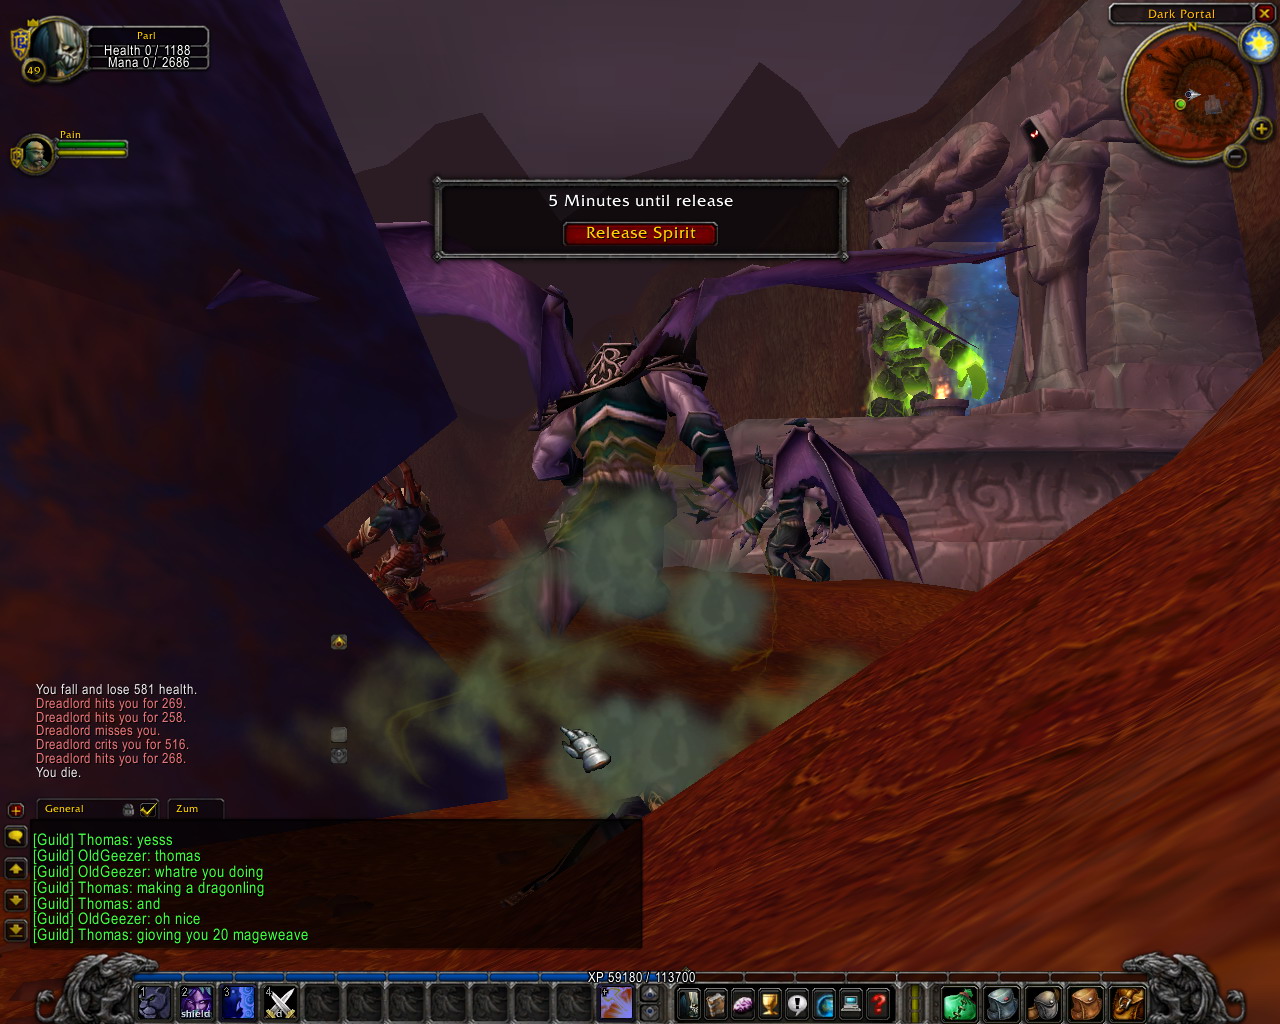 Parl
Health 0 / 1188
49
Mana 0 / 2686
Pain
Dark Portal
N
5 Minutes until release
Release Spirit
You fall and lose 581 health.
Dreadlord hits you for 269.
Dreadlord hits you for 258.
Dreadlord misses you.
Dreadlord crits you for 516.
Dreadlord hits you for 268.
You die.
General
Zum
[Guild] Thomas: yesss
[Guild] OldGeezer: thomas
[Guild] OldGeezer: whatre you doing
[Guild] Thomas: making a dragonling
[Guild] Thomas: and
[Guild] OldGeezer: oh nice
[Guild] Thomas: gioving you 20 mageweave
XP 59180 / 113700
1 2 3 4
shield d